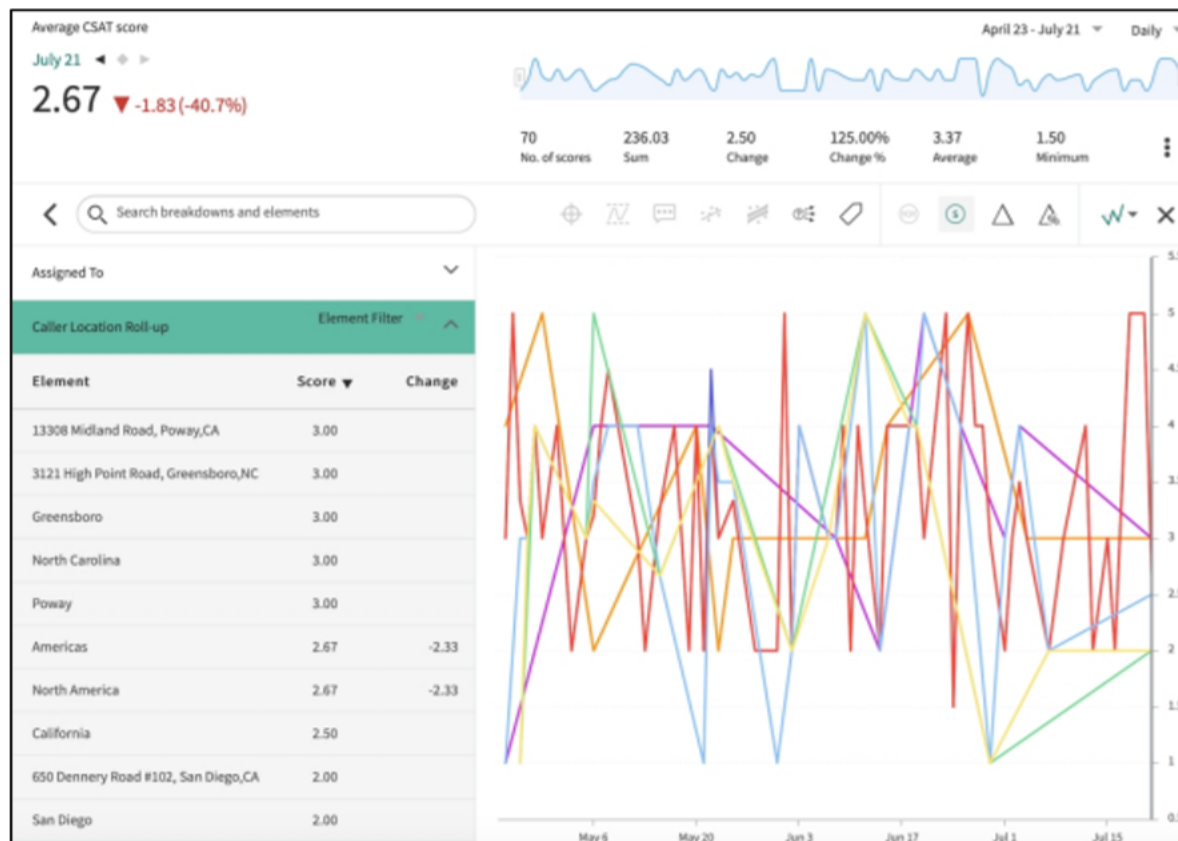 Average CSAT score
April 23 - July 21
Daily
July 21
2.67 ▼ -1.83 (-40.7%)
70 236.03 2.50 125.00% 3.37 1.50
No. of scores Sum Change Change % Average Minimum
Search breakdowns and elements
Assigned To
Caller Location Roll-up Element Filter
Element Score ▼ Change
13308 Midland Road, Poway,CA 3.00
3121 High Point Road, Greensboro,NC 3.00
Greensboro 3.00
North Carolina 3.00
Poway 3.00
Americas 2.67 -2.33
North America 2.67 -2.33
California 2.50
650 Dennery Road #102, San Diego,CA 2.00
San Diego 2.00
5
4.5
4
3.5
3
2
1
May 6 May 20 Jun 3 Jun 17 Jul 1 Jul 15